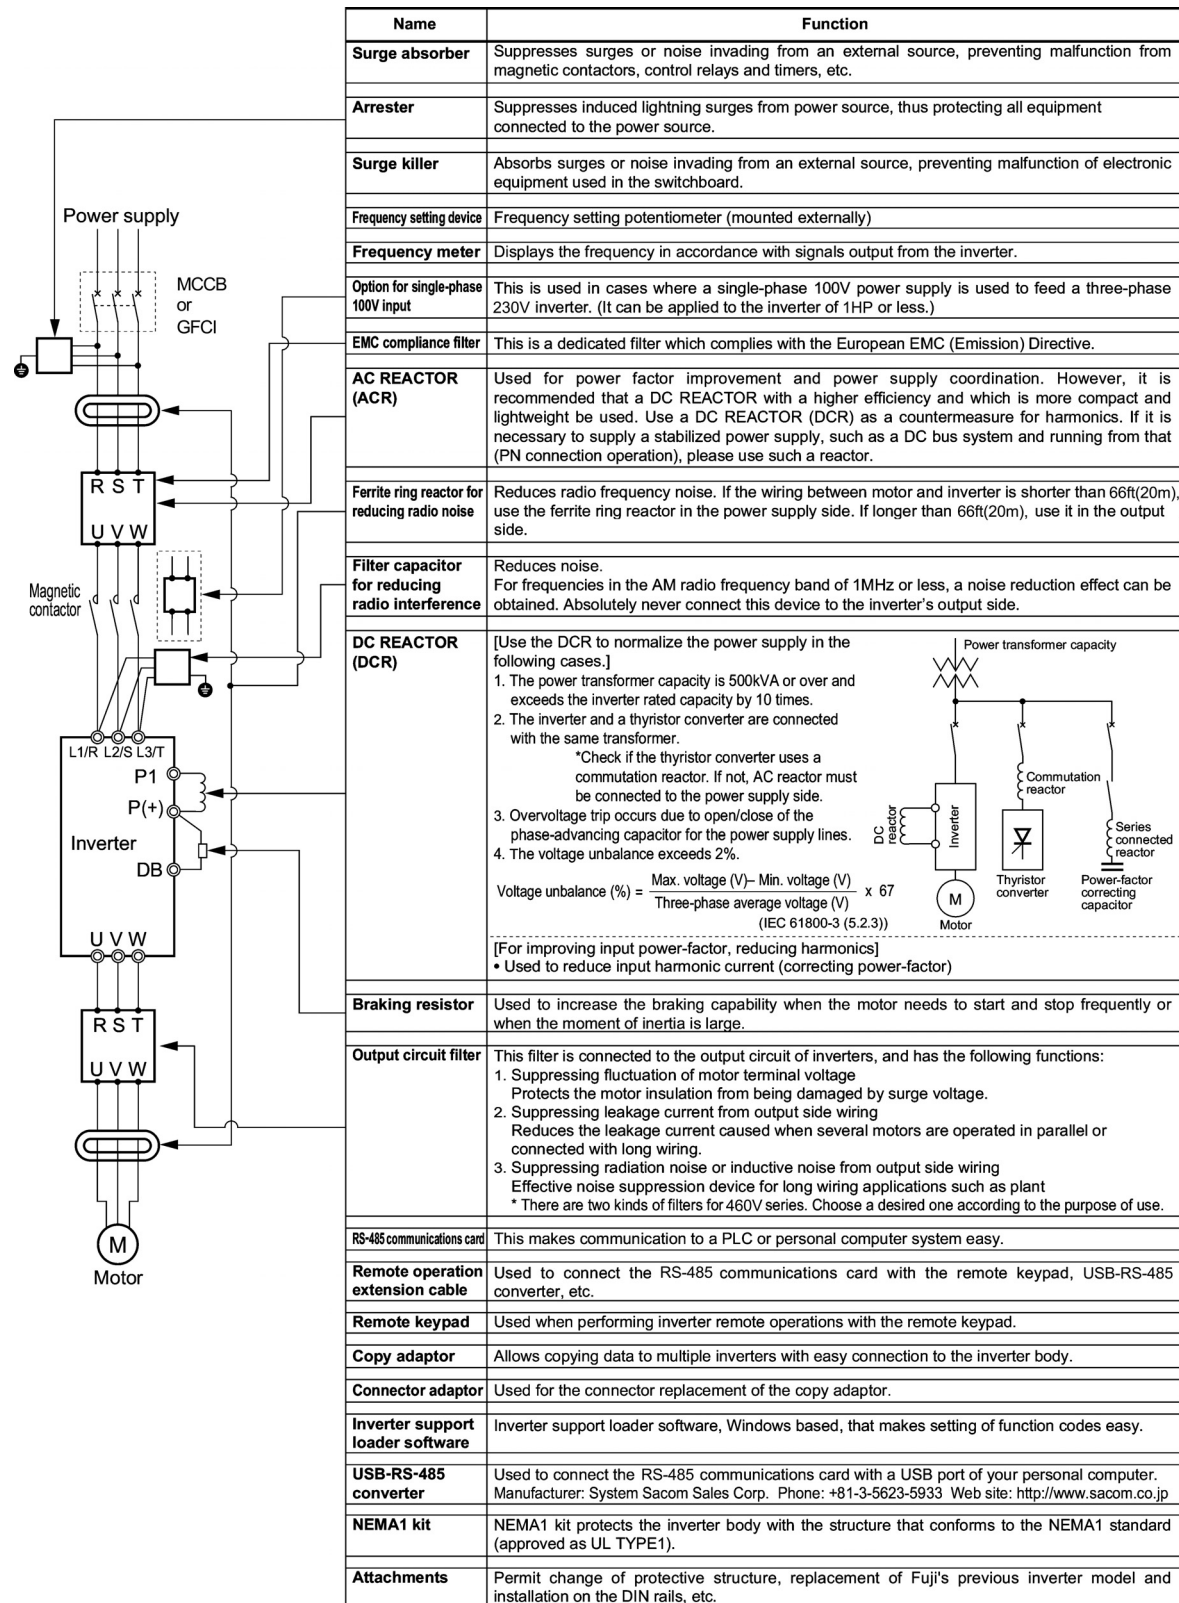 Name Function
Surge absorber Suppresses surges or noise invading from an external source, preventing malfunction from
magnetic contactors, control relays and timers, etc.
Arrester Suppresses induced lightning surges from power source, thus protecting all equipment
connected to the power source.
Surge killer Absorbs surges or noise invading from an external source, preventing malfunction of electronic
equipment used in the switchboard.
Frequency setting device Frequency setting potentiometer (mounted externally)
Frequency meter Displays the frequency in accordance with signals output from the inverter.
Option for single-phase This is used in cases where a single-phase 100V power supply is used to feed a three-phase
100V input 230V inverter. (It can be applied to the inverter of 1HP or less.)
EMC compliance filter This is a dedicated filter which complies with the European EMC (Emission) Directive.
AC REACTOR Used for power factor improvement and power supply coordination. However, it is
(ACR) recommended that a DC REACTOR with a higher efficiency and which is more compact and
lightweight be used. Use a DC REACTOR (DCR) as a countermeasure for harmonics. If it is
necessary to supply a stabilized power supply, such as a DC bus system and running from that
(PN connection operation), please use such a reactor.
Ferrite ring reactor for Reduces radio frequency noise. If the wiring between motor and inverter is shorter than 66ft(20m),
reducing radio noise use the ferrite ring reactor in the power supply side. If longer than 66ft(20m), use it in the output
side.
Filter capacitor Reduces noise.
for reducing For frequencies in the AM radio frequency band of 1MHz or less, a noise reduction effect can be
radio interference obtained. Absolutely never connect this device to the inverter's output side.
DC REACTOR [Use the DCR to normalize the power supply in the
(DCR) following cases.]
1. The power transformer capacity is 500kVA or over and
exceeds the inverter rated capacity by 10 times.
2. The inverter and a thyristor converter are connected
with the same transformer.
*Check if the thyristor converter uses a
commutation reactor. If not, AC reactor must
be connected to the power supply side.
3. Overvoltage trip occurs due to open/close of the
phase-advancing capacitor for the power supply lines.
4. The voltage unbalance exceeds 2%.
Voltage unbalance (%) = Max. voltage (V)– Min. voltage (V)
Three-phase average voltage (V) x 67
(IEC 61800-3 (5.2.3))
Power transformer capacity
Commutation
reactor
DC
reactor
Inverter
Series
connected
reactor
Thyristor
converter
Power-factor
correcting
capacitor
M
Motor
[For improving input power-factor, reducing harmonics]
• Used to reduce input harmonic current (correcting power-factor)
Braking resistor Used to increase the braking capability when the motor needs to start and stop frequently or
when the moment of inertia is large.
Output circuit filter This filter is connected to the output circuit of inverters, and has the following functions:
1. Suppressing fluctuation of motor terminal voltage
Protects the motor insulation from being damaged by surge voltage.
2. Suppressing leakage current from output side wiring
Reduces the leakage current caused when several motors are operated in parallel or
connected with long wiring.
3. Suppressing radiation noise or inductive noise from output side wiring
Effective noise suppression device for long wiring applications such as plant
* There are two kinds of filters for 460V series. Choose a desired one according to the purpose of use.
RS-485 communications card This makes communication to a PLC or personal computer system easy.
Remote operation Used to connect the RS-485 communications card with the remote keypad, USB-RS-485
extension cable converter, etc.
Remote keypad Used when performing inverter remote operations with the remote keypad.
Copy adaptor Allows copying data to multiple inverters with easy connection to the inverter body.
Connector adaptor Used for the connector replacement of the copy adaptor.
Inverter support Inverter support loader software, Windows based, that makes setting of function codes easy.
loader software
USB-RS-485 Used to connect the RS-485 communications card with a USB port of your personal computer.
converter Manufacturer: System Sacom Sales Corp. Phone: +81-3-5623-5933 Web site: http://www.sacom.co.jp
NEMA1 kit NEMA1 kit protects the inverter body with the structure that conforms to the NEMA1 standard
(approved as UL TYPE1).
Attachments Permit change of protective structure, replacement of Fuji's previous inverter model and
installation on the DIN rails, etc.
Power supply
MCCB
or
GFCI
R S T
U V W
Magnetic
contactor
L1/R L2/S L3/T
P1
P(+)
Inverter
DB
U V W
R S T
U V W
M
Motor